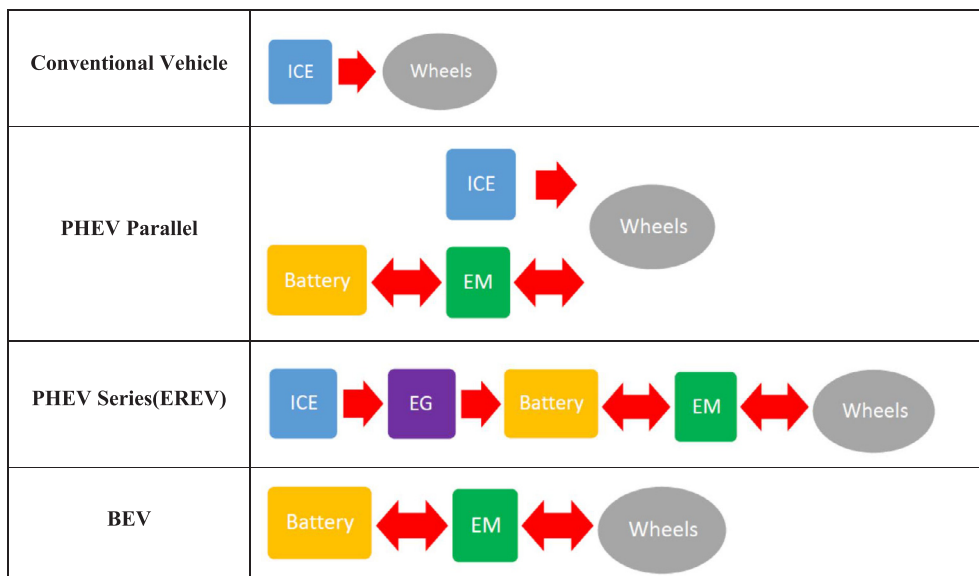 Conventional Vehicle
ICE
Wheels
PHEV Parallel
ICE
Wheels
Battery
EM
PHEV Series(EREV)
ICE
EG
Battery
EM
Wheels
BEV
Battery
EM
Wheels